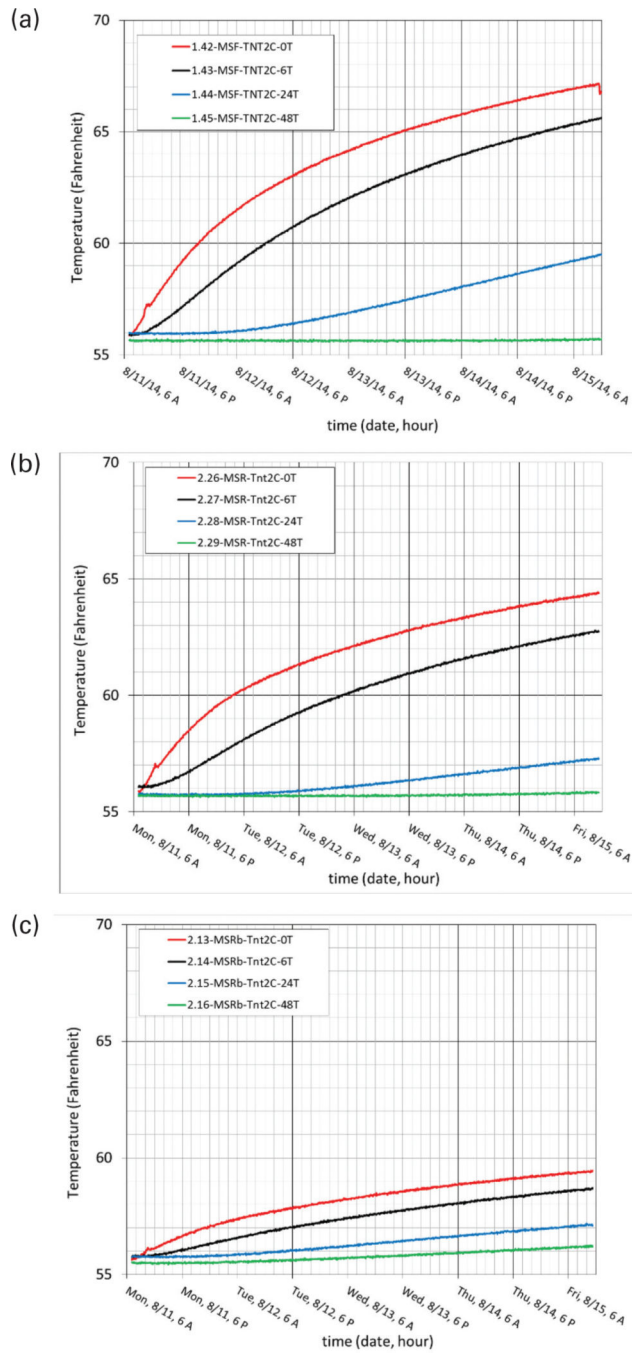 (a)
70
1.42-MSF-TNT2C-0T
1.43-MSF-TNT2C-6T
1.44-MSF-TNT2C-24T
1.45-MSF-TNT2C-48T
65
Temperature (Fahrenheit)
60
55
8/11/14, 6 A
8/11/14, 6 P
8/12/14, 6 A
8/12/14, 6 P
8/13/14, 6 A
8/13/14, 6 P
8/14/14, 6 A
8/14/14, 6 P
8/15/14, 6 A
time (date, hour)
(b)
70
2.26-MSR-Tnt2C-0T
2.27-MSR-Tnt2C-6T
2.28-MSR-Tnt2C-24T
2.29-MSR-Tnt2C-48T
65
Temperature (Fahrenheit)
60
55
Mon, 8/11, 6 A
Mon, 8/11, 6 P
Tue, 8/12, 6 A
Tue, 8/12, 6 P
Wed, 8/13, 6 A
Wed, 8/13, 6 P
Thu, 8/14, 6 A
Thu, 8/14, 6 P
Fri, 8/15, 6 A
time (date, hour)
(c)
70
2.13-MSRb-Tnt2C-0T
2.14-MSRb-Tnt2C-6T
2.15-MSRb-Tnt2C-24T
2.16-MSRb-Tnt2C-48T
65
Temperature (Fahrenheit)
60
55
Mon, 8/11, 6 A
Mon, 8/11, 6 P
Tue, 8/12, 6 A
Tue, 8/12, 6 P
Wed, 8/13, 6 A
Wed, 8/13, 6 P
Thu, 8/14, 6 A
Thu, 8/14, 6 P
Fri, 8/15, 6 A
time (date, hour)